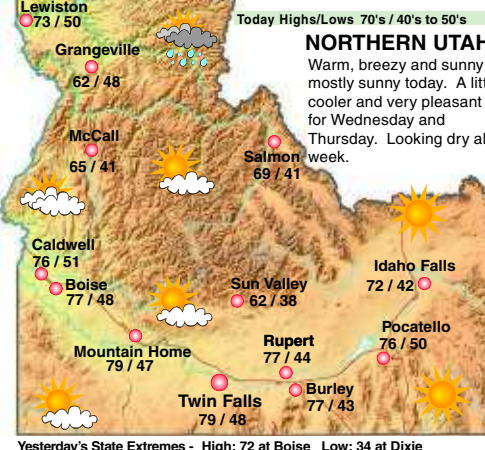 Lewiston
73 / 50
Today Highs/Lows 70's / 40's to 50's
NORTHERN UTAH
Warm, breezy and sunny
mostly sunny today. A
cooler and very pleasant
for Wednesday and
Thursday. Looking dry
week.
Grangeville
62 / 48
McCall
65 / 41
Salmon
69 / 41
Caldwell
76 / 51
Boise
77 / 48
Sun Valley
62 / 38
Idaho Falls
72 / 42
Mountain Home
79 / 47
Rupert
77 / 44
Pocatello
76 / 50
Twin Falls
79 / 48
Burley
77 / 43
Yesterday's State Extremes - High: 72 at Boise Low: 34 at Dixie